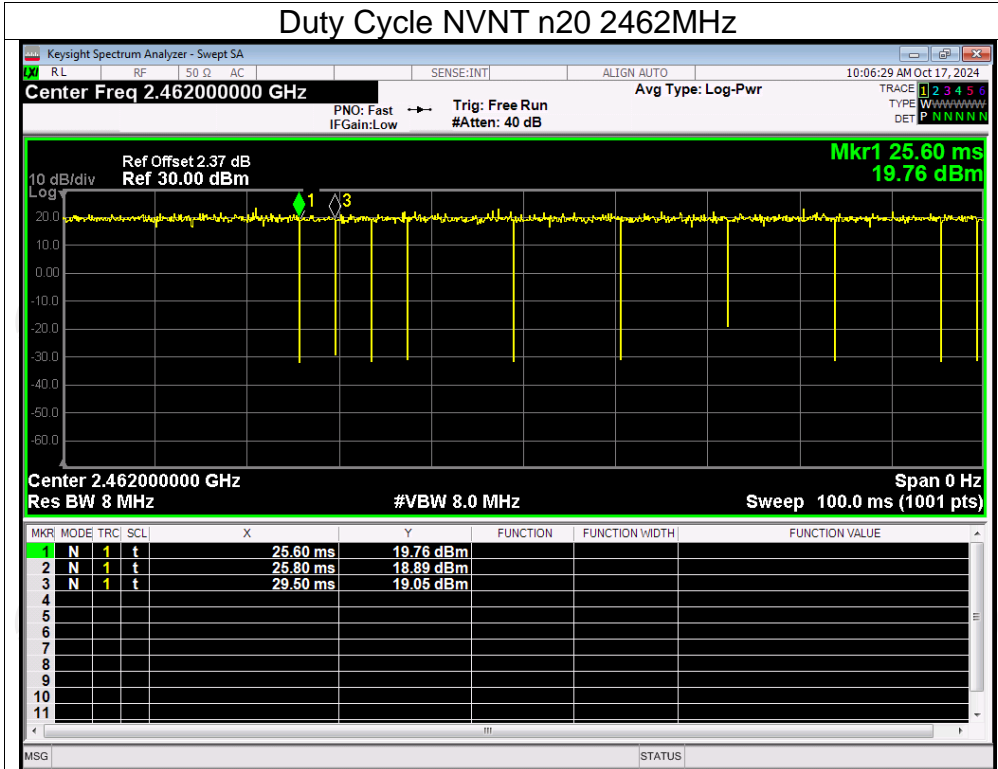 Duty Cycle NVNT n20 2462MHz
Keysight Spectrum Analyzer - Swept SA
LXI RL RF 50 Ω AC SENSE:INT ALIGN AUTO 10:06:29 AM Oct 17, 2024
Center Freq 2.462000000 GHz Avg Type: Log-Pwr TRACE 1 2 3 4 5 6
PNO: Fast Trig: Free Run TYPE W
IFGain:Low #Atten: 40 dB DET P N N N N N
Mkr1 25.60 ms
Ref Offset 2.37 dB
10 dB/div Ref 30.00 dBm 19.76 dBm
Log
1 3
20.0
10.0
0.00
-10.0
-20.0
-30.0
-40.0
-50.0
-60.0
Center 2.462000000 GHz Span 0 Hz
Res BW 8 MHz #VBW 8.0 MHz Sweep 100.0 ms (1001 pts)
MKR MODE TRC SCL X Y FUNCTION FUNCTION WIDTH FUNCTION VALUE
1 N 1 t 25.60 ms 19.76 dBm
2 N 1 t 25.80 ms 18.89 dBm
3 N 1 t 29.50 ms 19.05 dBm
4
5
6
7
8
9
10
11
MSG STATUS